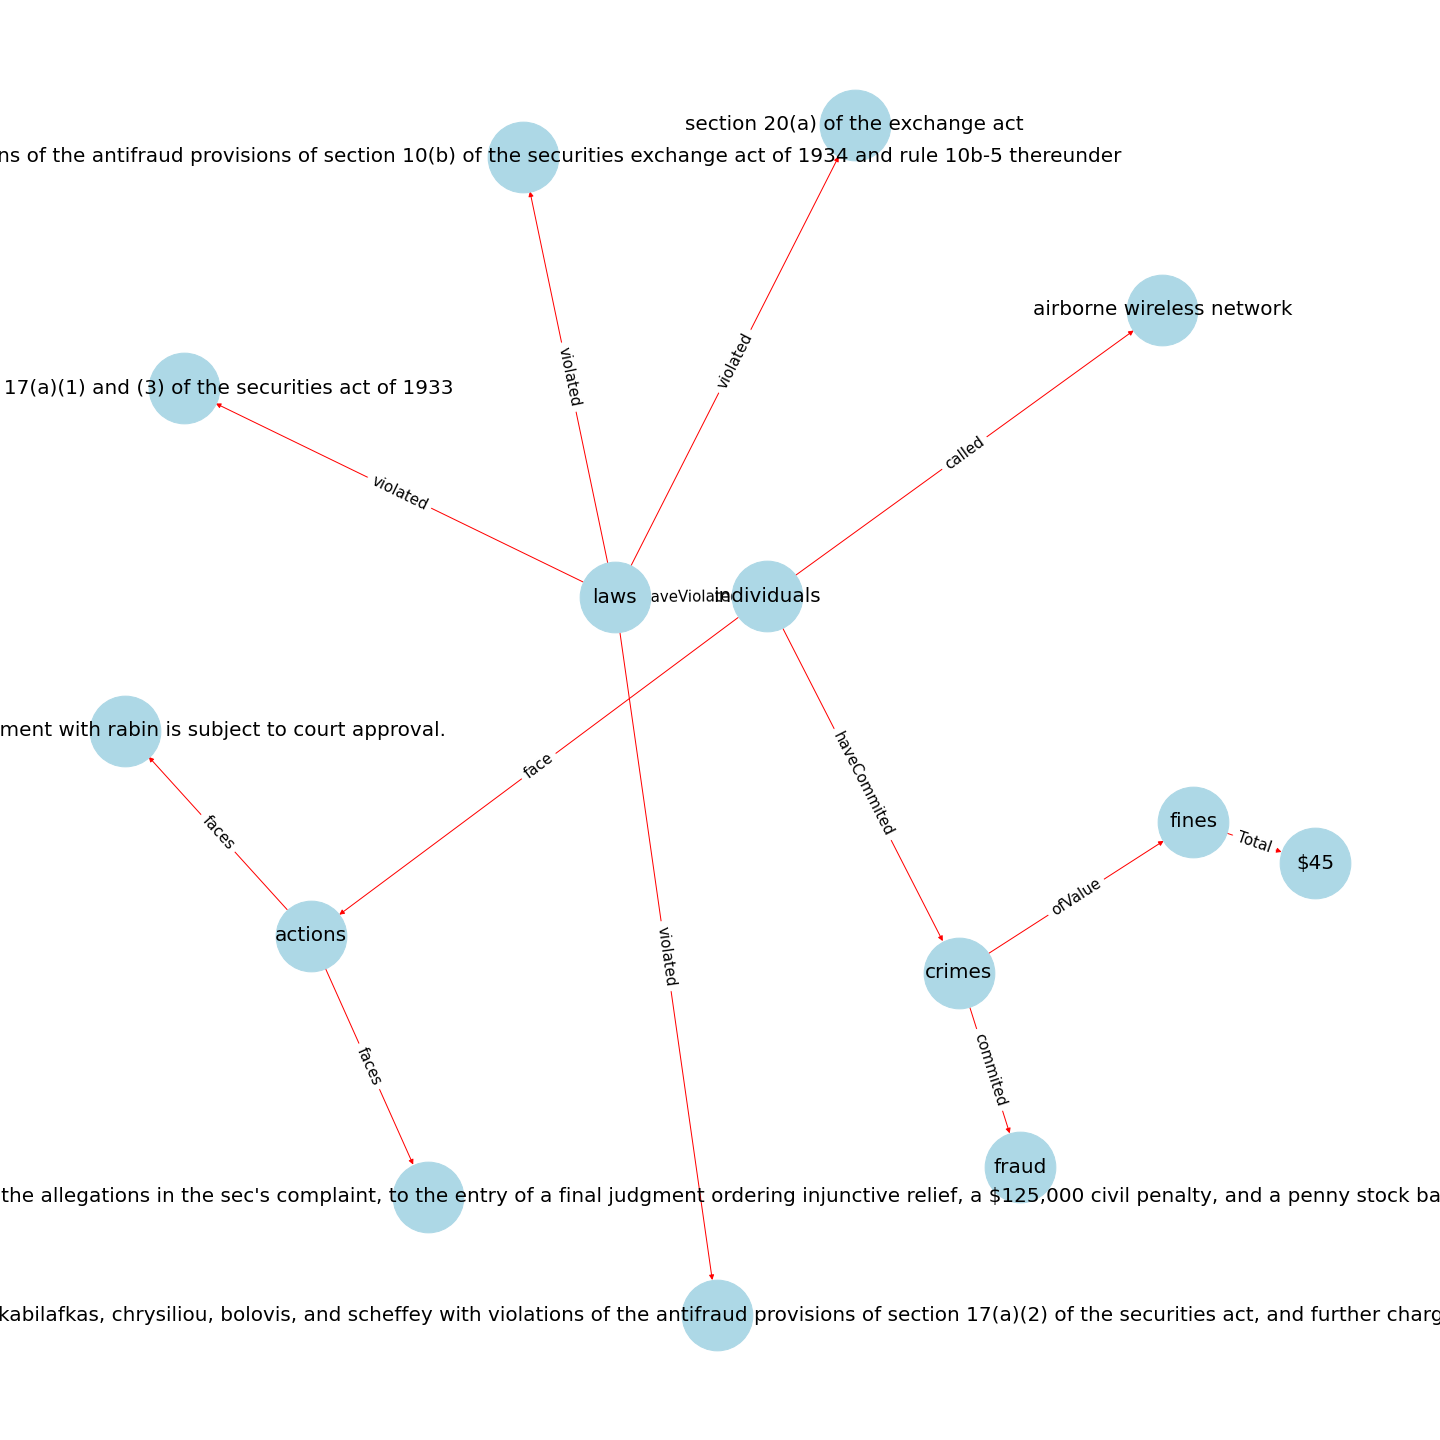 section 20(a) of the exchange act
ns of the antifraud provisions of section 10(b) of the securities exchange act of 1934 and rule 10b-5 thereunder
airborne wireless network
violated
violated
17(a)(1) and (3) of the securities act of 1933
called
violated
laws
aveViolate
individuals
ment with rabin is subject to court approval.
face
haveCommited
faces
fines
Total
$45
ofValue
actions
violated
crimes
faces
commited
fraud
the allegations in the sec's complaint, to the entry of a final judgment ordering injunctive relief, a $125,000 civil penalty, and a penny stock ba
kabilafkas, chrysiliou, bolovis, and scheffey with violations of the antifraud provisions of section 17(a)(2) of the securities act, and further charg